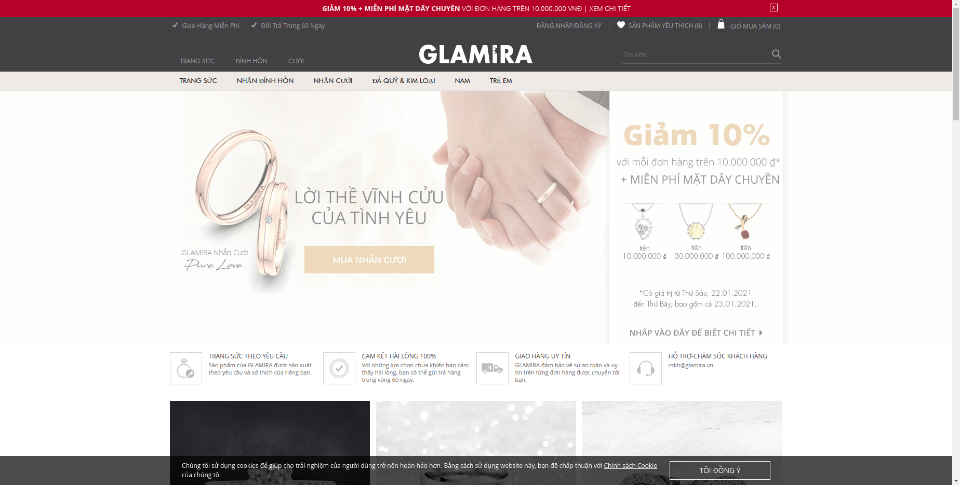 GIẢM 10% + MIỄN PHÍ MẶT DÂY CHUYỀN VỚI ĐƠN HÀNG TRÊN 10.000.000 VNĐ | XEM CHI TIẾT
Giao Hàng Miễn Phí
Đổi Trả Trong 60 Ngày
ĐĂNG NHẬP/ĐĂNG KÝ
SẢN PHẨM YÊU THÍCH (0)
GIỎ MUA SẮM (0)
TRANG SỨC ĐÍNH HÔN CƯỚI
GLAMIRA
Tìm kiếm
TRANG SỨC NHẪN ĐÍNH HÔN NHẪN CƯỚI ĐÁ QUÝ & KIM LOẠI NAM TRẺ EM
LỜI THỀ VĨNH CỬU
CỦA TÌNH YÊU
GLAMIRA Nhẫn Cưới
Pure Love
MUA NHẪN CƯỚI
Giảm 10%
với mỗi đơn hàng trên 10.000.000 ₫*
+ MIỄN PHÍ MẶT DÂY CHUYỀN
trên trên trên
10.000.000 ₫ 30.000.000 ₫ 100.000.000 ₫
*Có giá trị từ Thứ Sáu, 22.01.2021
đến Thứ Bảy, bao gồm cả 23.01.2021.
NHẤP VÀO ĐÂY ĐỂ BIẾT CHI TIẾT
TRANG SỨC THEO YÊU CẦU
Sản phẩm của GLAMIRA được sản xuất
theo yêu cầu và sở thích của riêng bạn.
CAM KẾT HÀI LÒNG 100%
Với những lựa chọn chưa khiến bạn cảm
thấy hài lòng, bạn có thể gửi trả hàng
trong vòng 60 ngày.
GIAO HÀNG UY TÍN
GLAMIRA đảm bảo về sự an toàn và uy
tín trên từng đơn hàng được chuyển tới
bạn.
HỖ TRỢ-CHĂM SÓC KHÁCH HÀNG
cskh@glamira.vn
Chúng tôi sử dụng cookies để giúp cho trải nghiệm của người dùng trở nên hoàn hảo hơn. Bằng cách sử dụng website này, bạn đã chấp thuận với Chính sách Cookie
của chúng tôi
TÔI ĐỒNG Ý